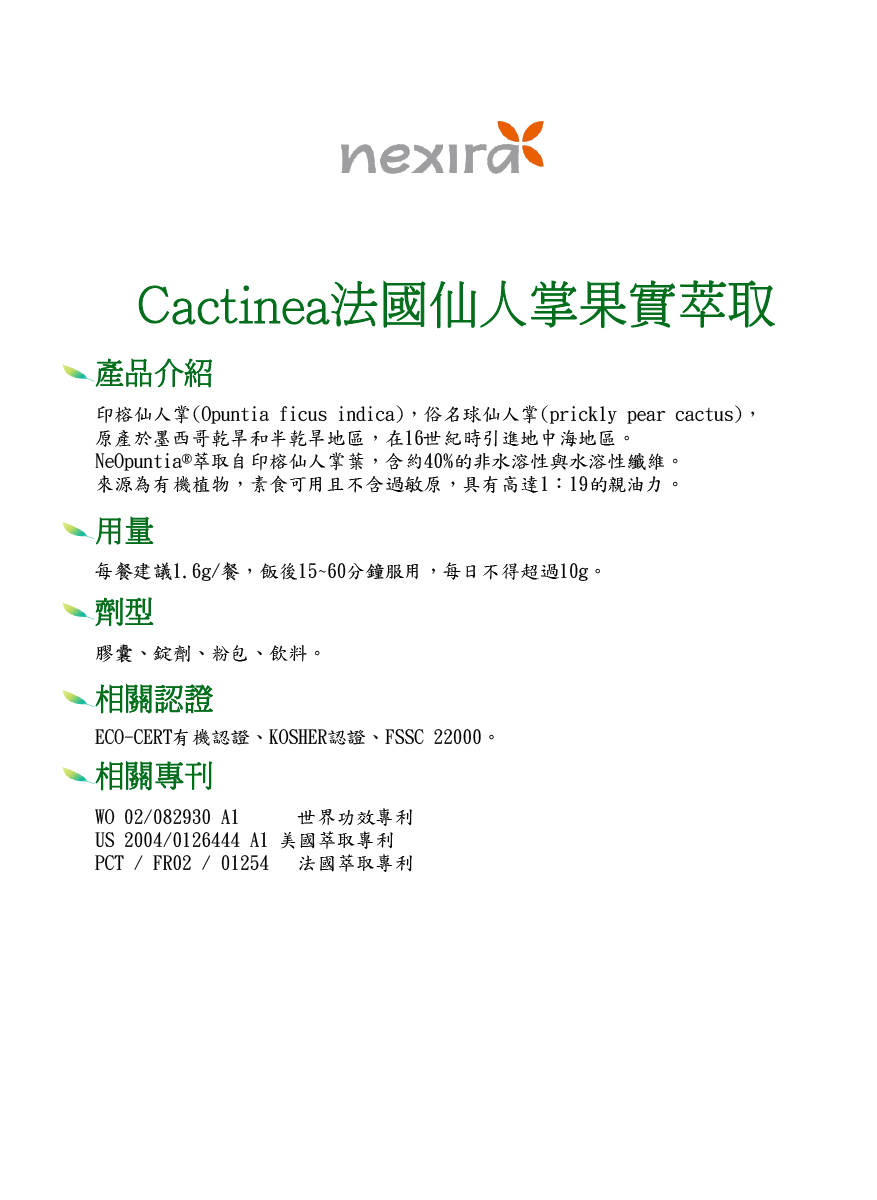 nexira
Cactinea法國仙人掌果實萃取
產品介紹
印榕仙人掌(Opuntia ficus indica)，俗名球仙人掌(prickly pear cactus)，
原產於墨西哥乾旱和半乾旱地區，在16世紀時引進地中海地區。
NeOpuntia®萃取自印榕仙人掌葉，含約40%的非水溶性與水溶性纖維。
來源為有機植物，素食可用且不含過敏原，具有高達1：19的親油力。
用量
每餐建議1.6g/餐，飯後15~60分鐘服用，每日不得超過10g。
劑型
膠囊、錠劑、粉包、飲料。
相關認證
ECO-CERT有機認證、KOSHER認證、FSSC 22000。
相關專刊
WO 02/082930 A1 世界功效專利
US 2004/0126444 A1 美國萃取專利
PCT / FR02 / 01254 法國萃取專利